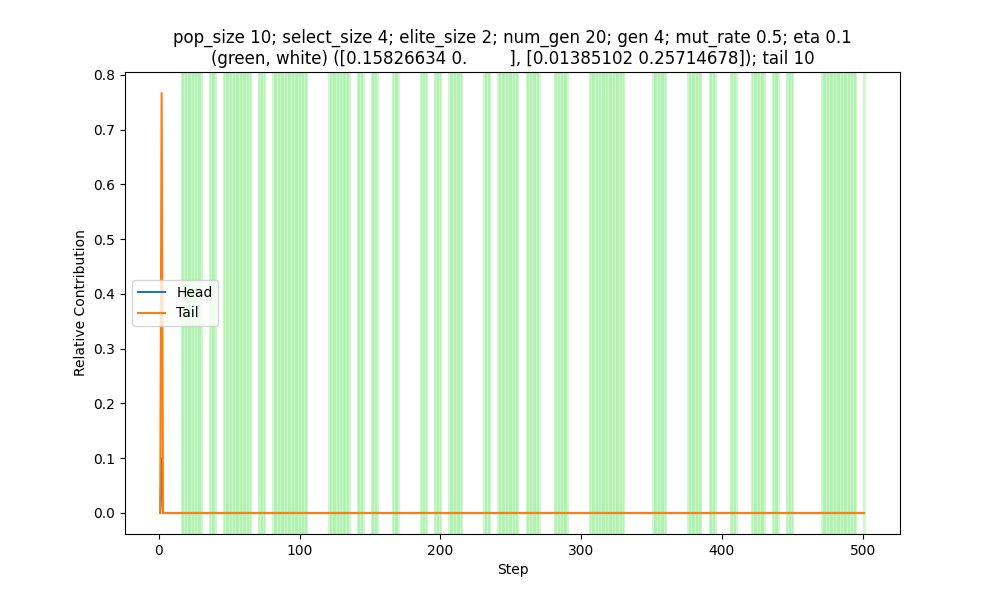 pop_size 10; select_size 4; elite_size 2; num_gen 20; gen 4; mut_rate 0.5; eta 0.1
(green, white) ([0.15826634 0.        ], [0.01385102 0.25714678]); tail 10
0.8
0.7
0.6
0.5
0.4
0.3
0.2
0.1
0.0
Relative Contribution
Head
Tail
0
100
200
300
400
500
Step